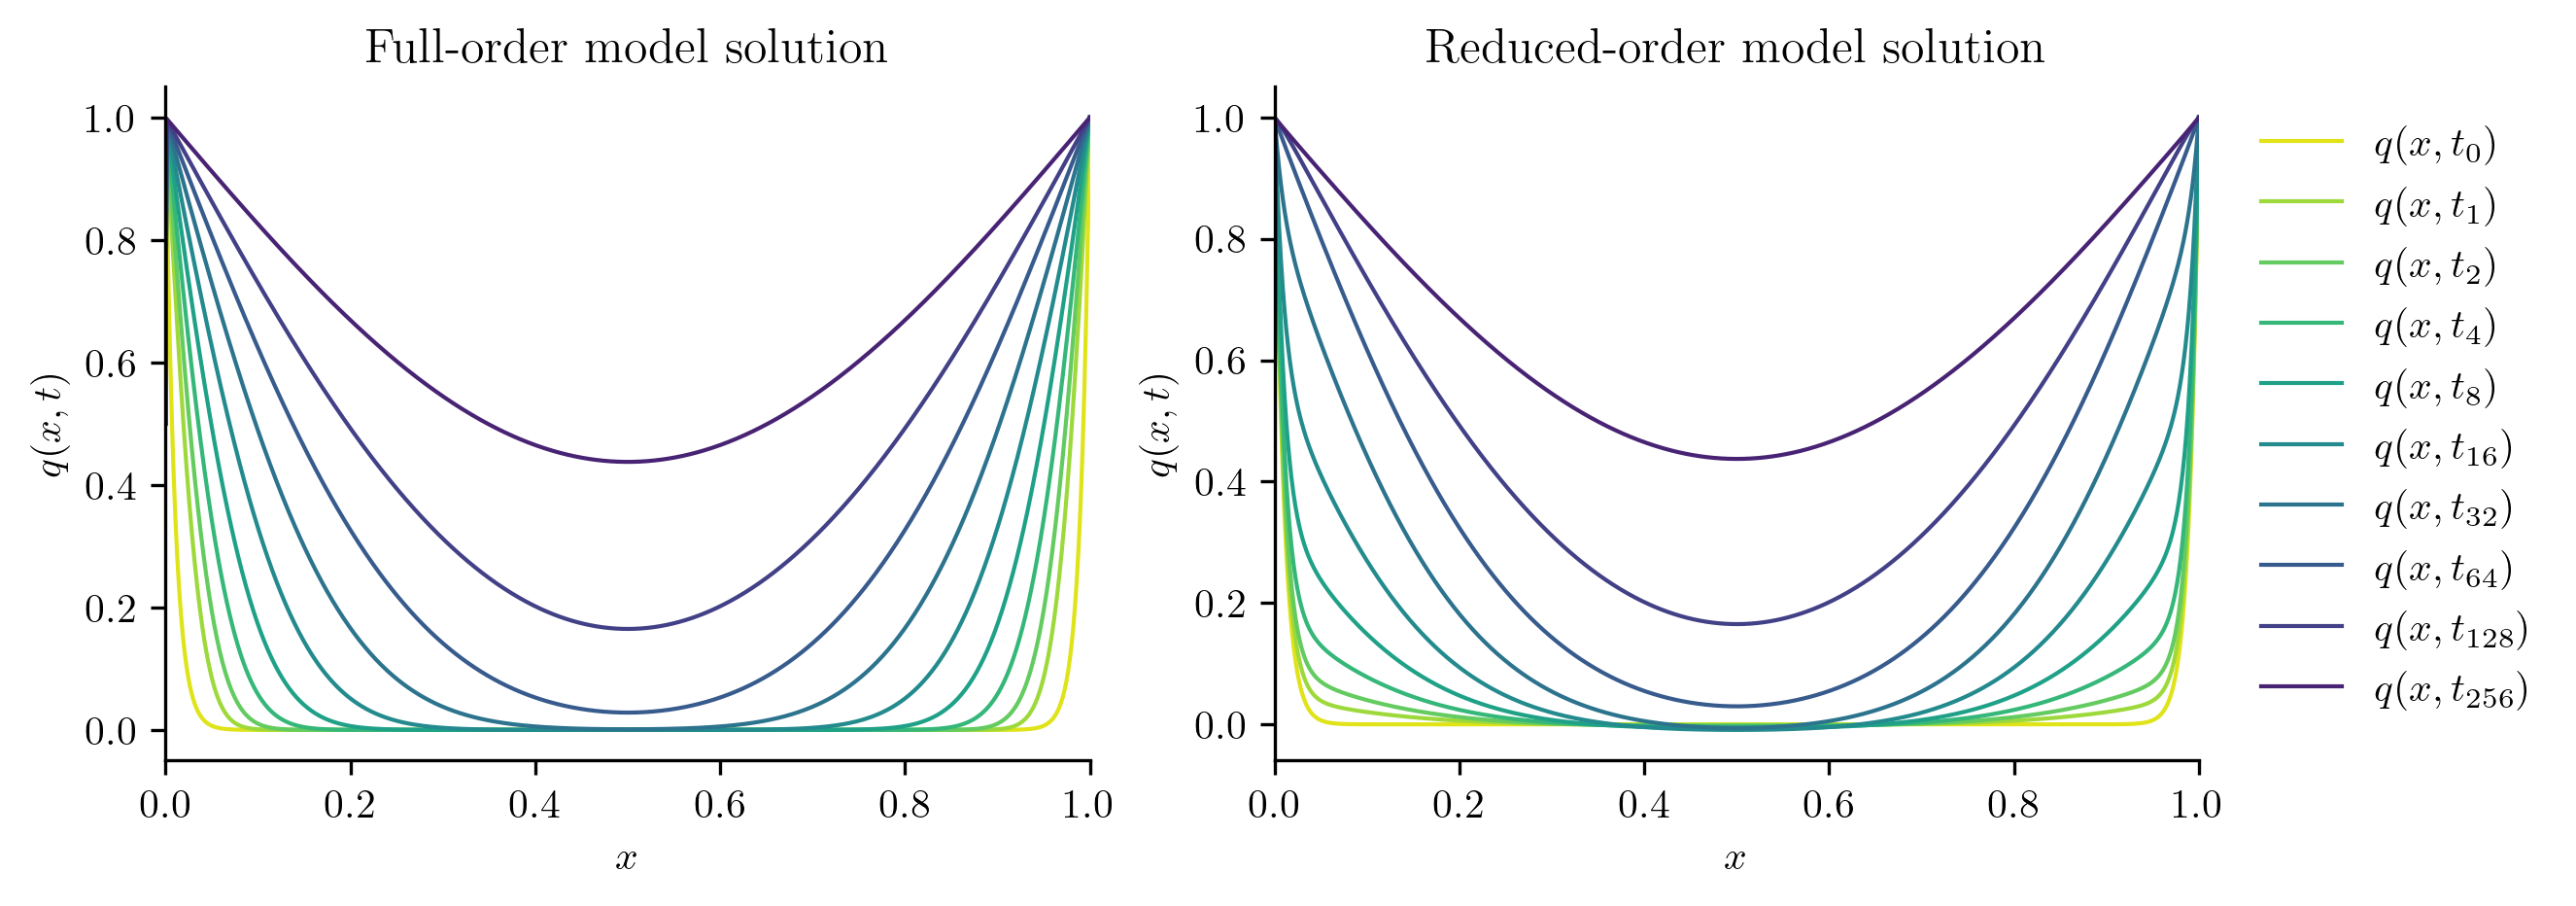 Full-order model solution
1.0
0.8
0.6
0.4
0.2
0.0
q(x, t)
0.0 0.2 0.4 0.6 0.8 1.0
x
Reduced-order model solution
1.0
0.8
0.6
0.4
0.2
0.0
q(x, t)
0.0 0.2 0.4 0.6 0.8 1.0
x
q(x, t₀)
q(x, t₁)
q(x, t₂)
q(x, t₄)
q(x, t₈)
q(x, t₁₆)
q(x, t₃₂)
q(x, t₆₄)
q(x, t₁₂₈)
q(x, t₂₅₆)